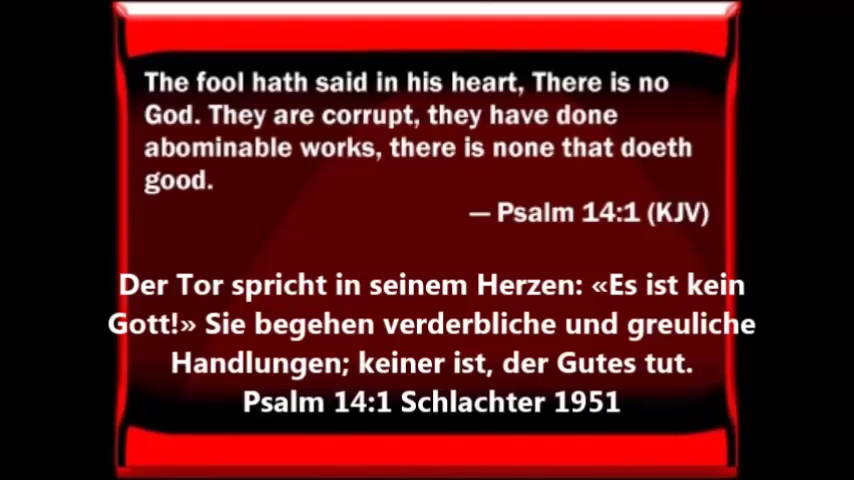 The fool hath said in his heart, There is no
God. They are corrupt, they have done
abominable works, there is none that doeth
good.
— Psalm 14:1 (KJV)
Der Tor spricht in seinem Herzen: «Es ist kein
Gott!» Sie begehen verderbliche und greuliche
Handlungen; keiner ist, der Gutes tut.
Psalm 14:1 Schlachter 1951